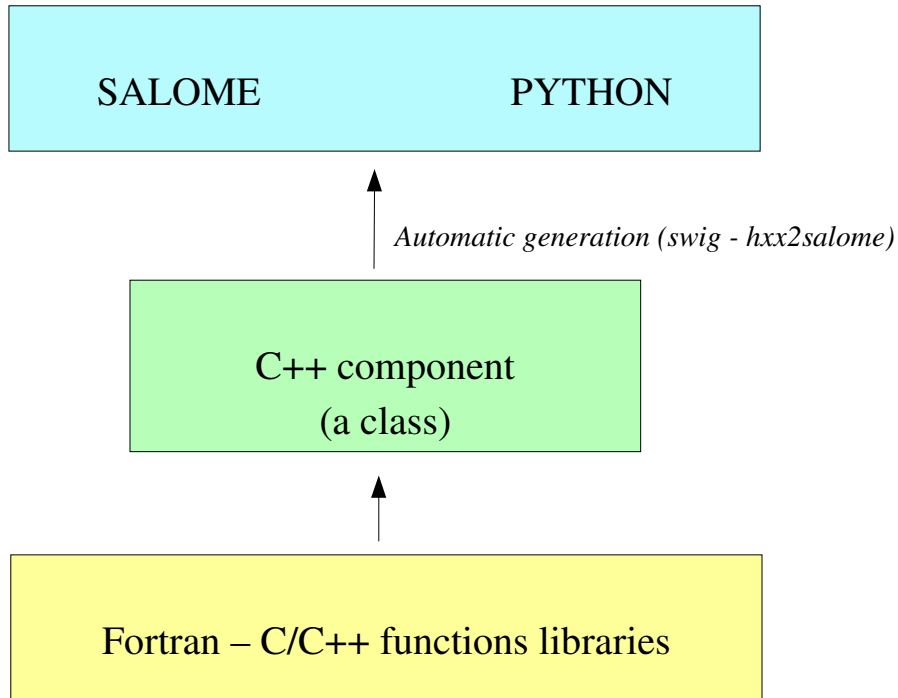 SALOME PYTHON
Automatic generation (swig - hxx2salome)
C++ component
(a class)
Fortran – C/C++ functions libraries